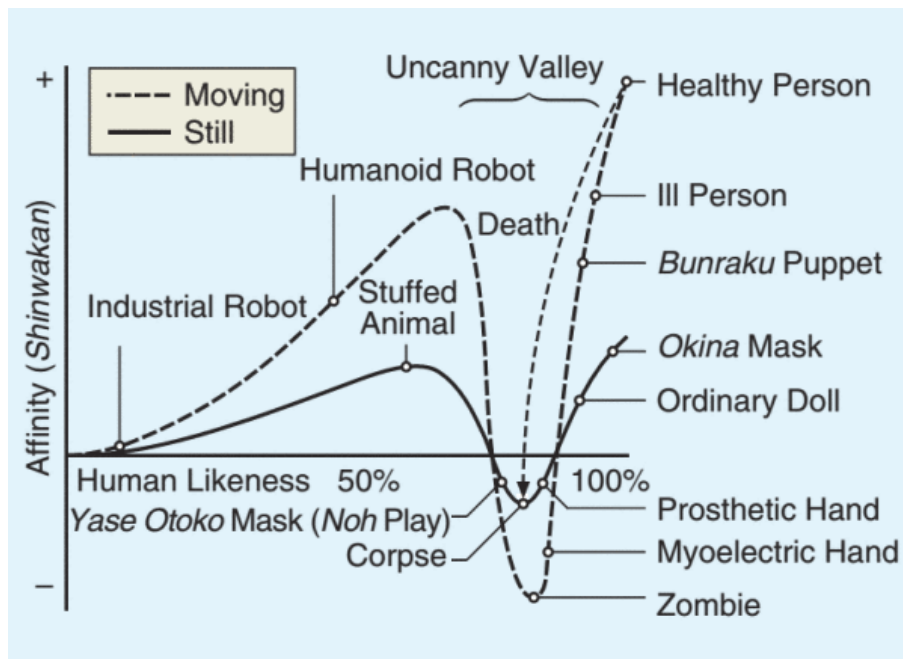 Uncanny Valley
+
Healthy Person
Moving
Still
Humanoid Robot
Ill Person
Death
Bunraku Puppet
Industrial Robot
Stuffed
Animal
Okina Mask
Ordinary Doll
Affinity (Shinwakan)
Human Likeness 50% 100%
Yase Otoko Mask (Noh Play)
Prosthetic Hand
Corpse
Myoelectric Hand
−
Zombie